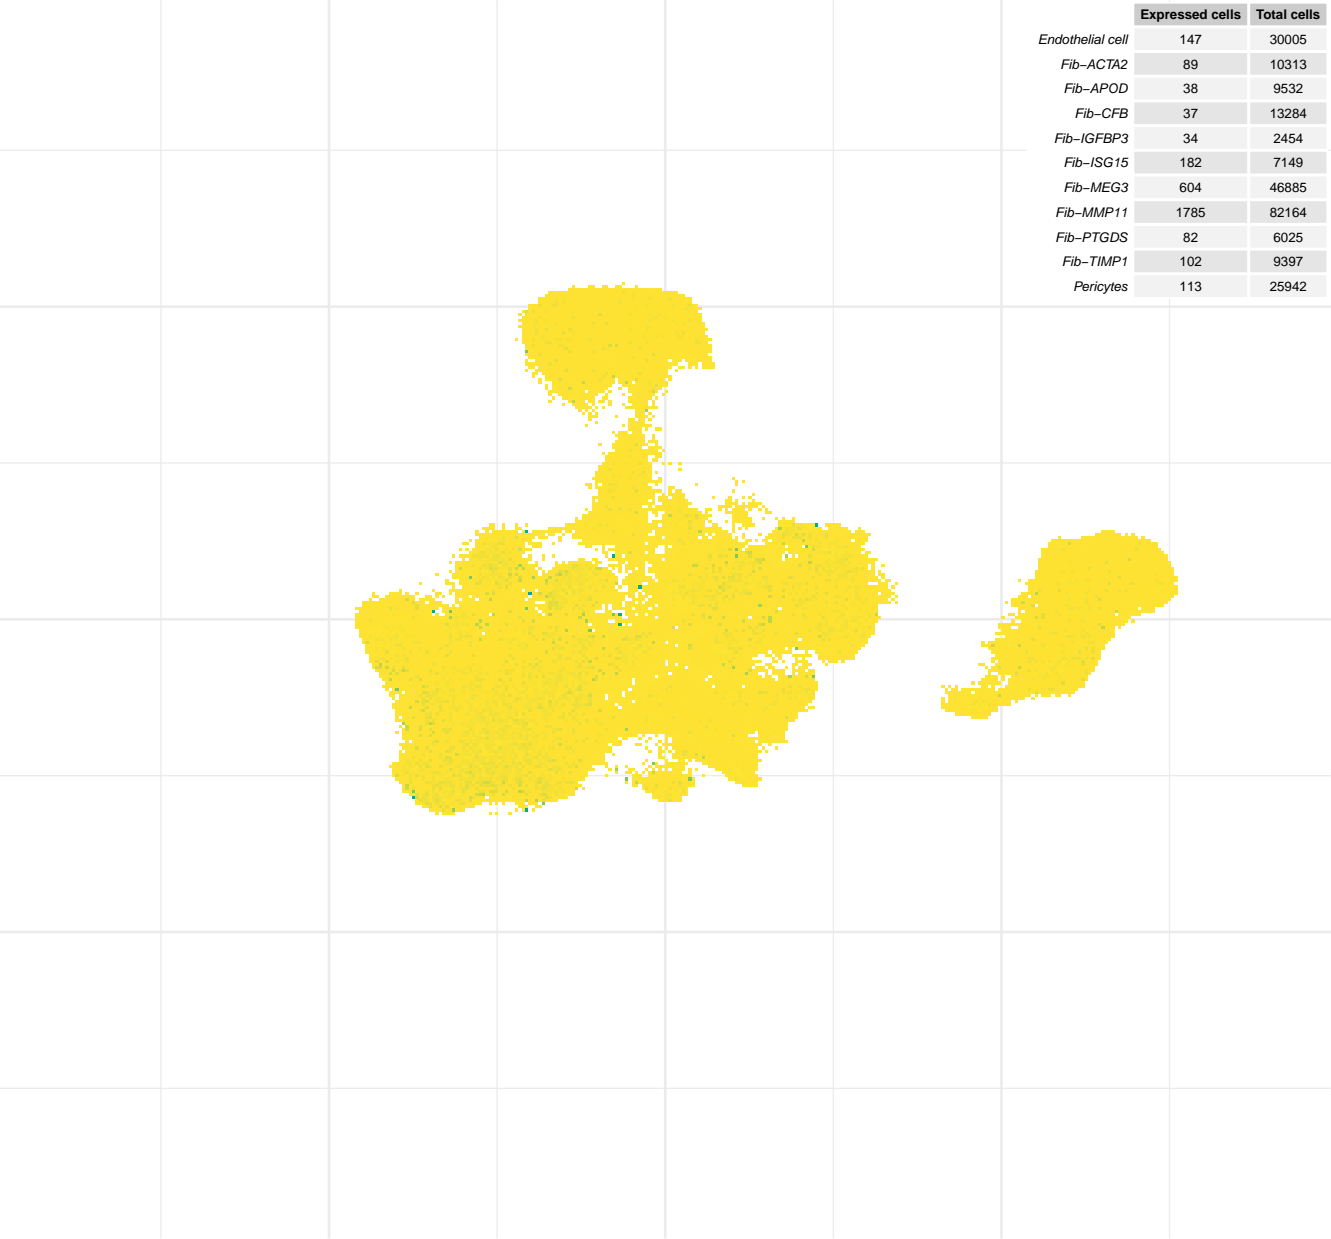 Expressed cells Total cells
Endothelial cell 147 30005
Fib−ACTA2 89 10313
Fib−APOD 38 9532
Fib−CFB 37 13284
Fib−IGFBP3 34 2454
Fib−ISG15 182 7149
Fib−MEG3 604 46885
Fib−MMP11 1785 82164
Fib−PTGDS 82 6025
Fib−TIMP1 102 9397
Pericytes 113 25942